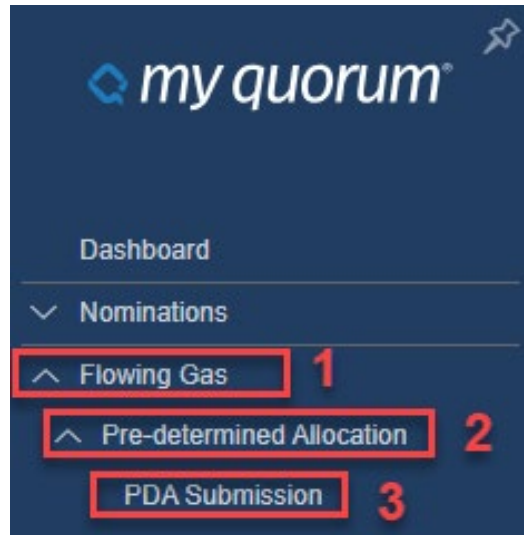 my quorum®
Dashboard
Nominations
Flowing Gas 1
Pre-determined Allocation 2
PDA Submission 3